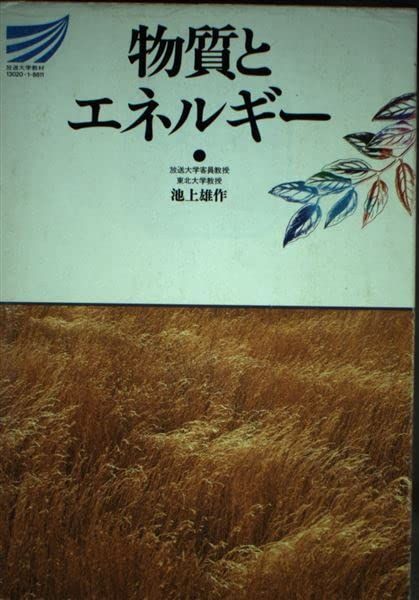 放送大学教材
13020-1-8611
物質と
エネルギー
●
放送大学客員教授
東北大学教授
池上雄作